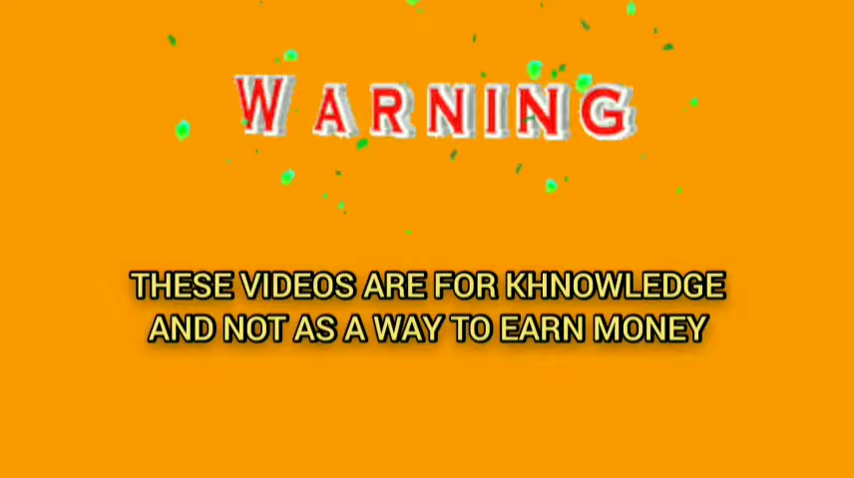 WARNING
THESE VIDEOS ARE FOR KHNOWLEDGE
AND NOT AS A WAY TO EARN MONEY